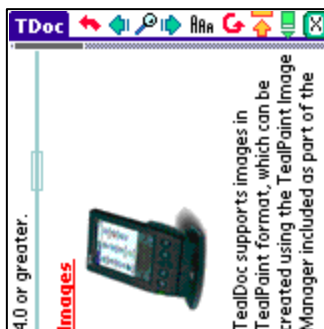 TDoc AAA
4.0 or greater.
Images
TealDoc supports images in
TealPaint format, which can be
created using the TealPaint Image
Manager included as part of the